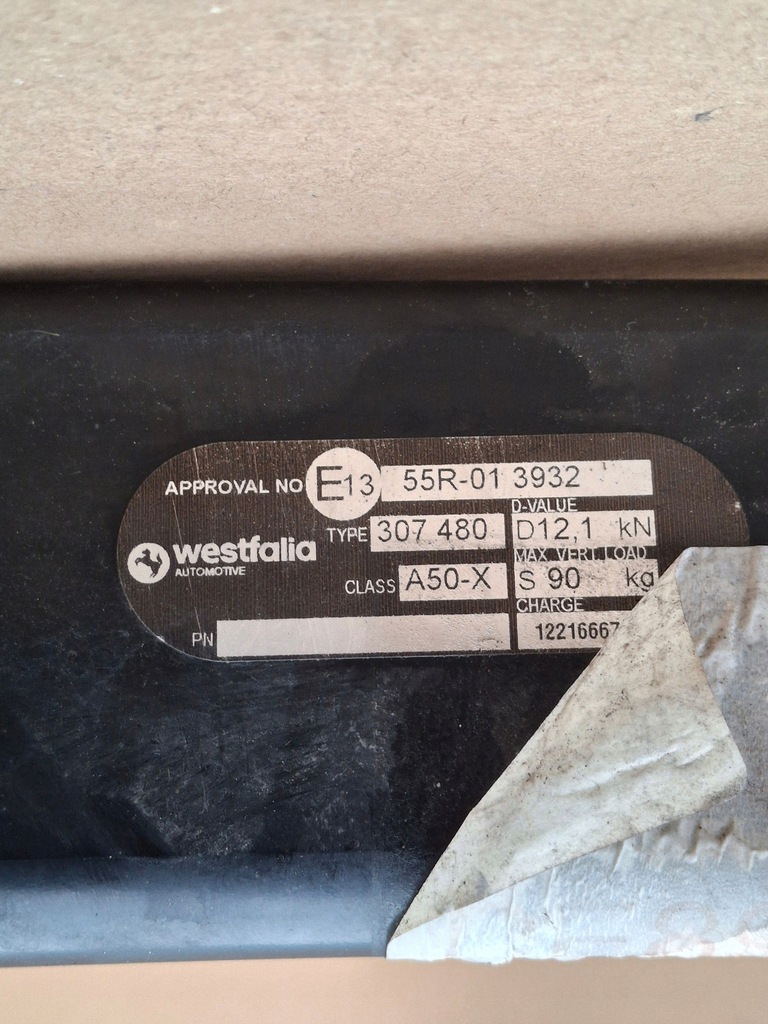 APPROVAL NO E13 55R-01 3932
D-VALUE
TYPE 307 480 D12,1 kN
westfalia
AUTOMOTIVE
MAX VERT.LOAD
CLASS A50-X S 90 kg
CHARGE
PN 12216667